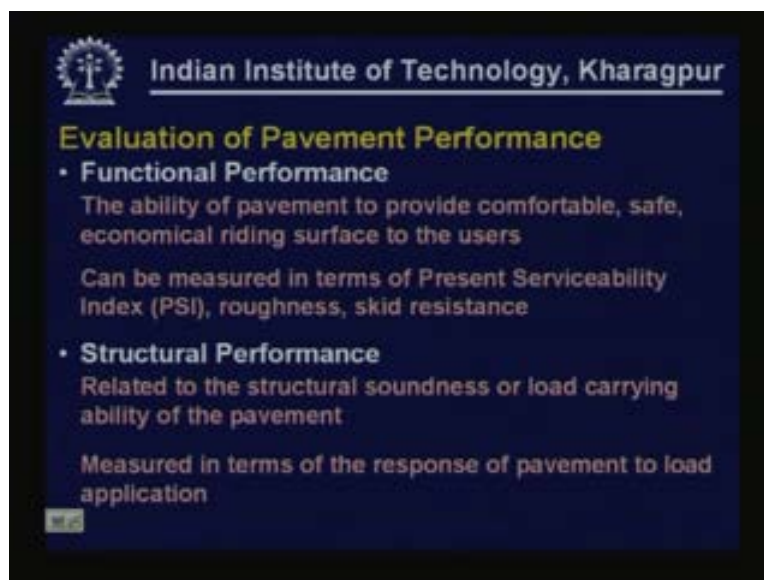 Indian Institute of Technology, Kharagpur
Evaluation of Pavement Performance
• Functional Performance
The ability of pavement to provide comfortable, safe,
economical riding surface to the users
Can be measured in terms of Present Serviceability
Index (PSI), roughness, skid resistance
• Structural Performance
Related to the structural soundness or load carrying
ability of the pavement
Measured in terms of the response of pavement to load
application